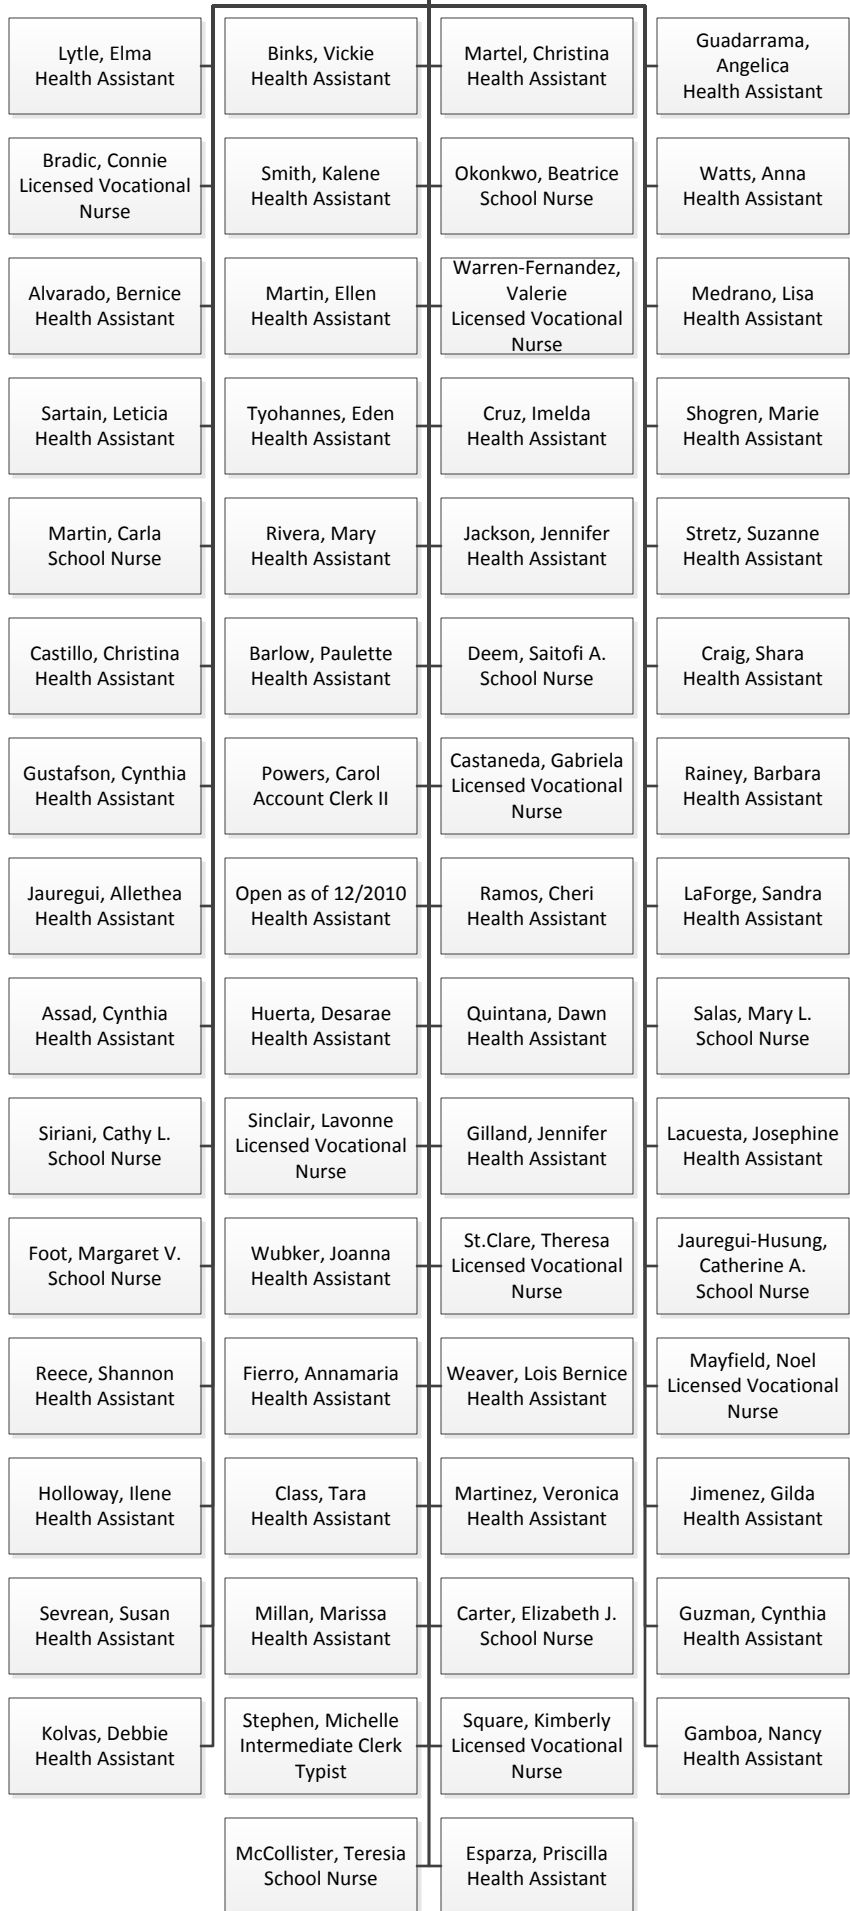 Lytle, Elma
Health Assistant
Binks, Vickie
Health Assistant
Martel, Christina
Health Assistant
Guadarrama,
Angelica
Health Assistant
Bradic, Connie
Licensed Vocational
Nurse
Smith, Kalene
Health Assistant
Okonkwo, Beatrice
School Nurse
Watts, Anna
Health Assistant
Alvarado, Bernice
Health Assistant
Martin, Ellen
Health Assistant
Warren-Fernandez,
Valerie
Licensed Vocational
Nurse
Medrano, Lisa
Health Assistant
Sartain, Leticia
Health Assistant
Tyohannes, Eden
Health Assistant
Cruz, Imelda
Health Assistant
Shogren, Marie
Health Assistant
Martin, Carla
School Nurse
Rivera, Mary
Health Assistant
Jackson, Jennifer
Health Assistant
Stretz, Suzanne
Health Assistant
Castillo, Christina
Health Assistant
Barlow, Paulette
Health Assistant
Deem, Saitofi A.
School Nurse
Craig, Shara
Health Assistant
Gustafson, Cynthia
Health Assistant
Powers, Carol
Account Clerk II
Castaneda, Gabriela
Licensed Vocational
Nurse
Rainey, Barbara
Health Assistant
Jauregui, Allethea
Health Assistant
Open as of 12/2010
Health Assistant
Ramos, Cheri
Health Assistant
LaForge, Sandra
Health Assistant
Assad, Cynthia
Health Assistant
Huerta, Desarae
Health Assistant
Quintana, Dawn
Health Assistant
Salas, Mary L.
School Nurse
Siriani, Cathy L.
School Nurse
Sinclair, Lavonne
Licensed Vocational
Nurse
Gilland, Jennifer
Health Assistant
Lacuesta, Josephine
Health Assistant
Foot, Margaret V.
School Nurse
Wubker, Joanna
Health Assistant
St.Clare, Theresa
Licensed Vocational
Nurse
Jauregui-Husung,
Catherine A.
School Nurse
Reece, Shannon
Health Assistant
Fierro, Annamaria
Health Assistant
Weaver, Lois Bernice
Health Assistant
Mayfield, Noel
Licensed Vocational
Nurse
Holloway, Ilene
Health Assistant
Class, Tara
Health Assistant
Martinez, Veronica
Health Assistant
Jimenez, Gilda
Health Assistant
Sevrean, Susan
Health Assistant
Millan, Marissa
Health Assistant
Carter, Elizabeth J.
School Nurse
Guzman, Cynthia
Health Assistant
Kolvas, Debbie
Health Assistant
Stephen, Michelle
Intermediate Clerk
Typist
Square, Kimberly
Licensed Vocational
Nurse
Gamboa, Nancy
Health Assistant
McCollister, Teresia
School Nurse
Esparza, Priscilla
Health Assistant